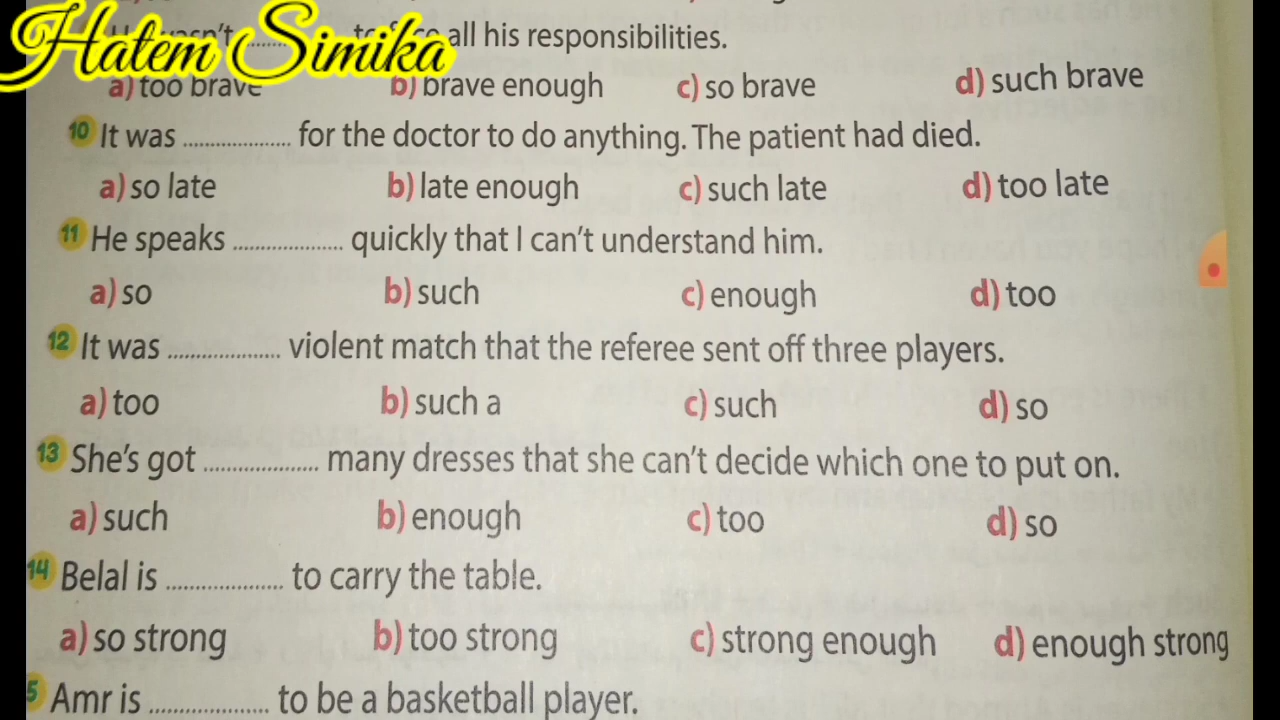 Hatem Simika
all his responsibilities.
a) too brave b) brave enough c) so brave d) such brave
10 It was .................... for the doctor to do anything. The patient had died.
a) so late b) late enough c) such late d) too late
11 He speaks .................... quickly that I can't understand him.
a) so b) such c) enough d) too
12 It was .................... violent match that the referee sent off three players.
a) too b) such a c) such d) so
13 She's got .................... many dresses that she can't decide which one to put on.
a) such b) enough c) too d) so
14 Belal is .................... to carry the table.
a) so strong b) too strong c) strong enough d) enough strong
5 Amr is .................... to be a basketball player.